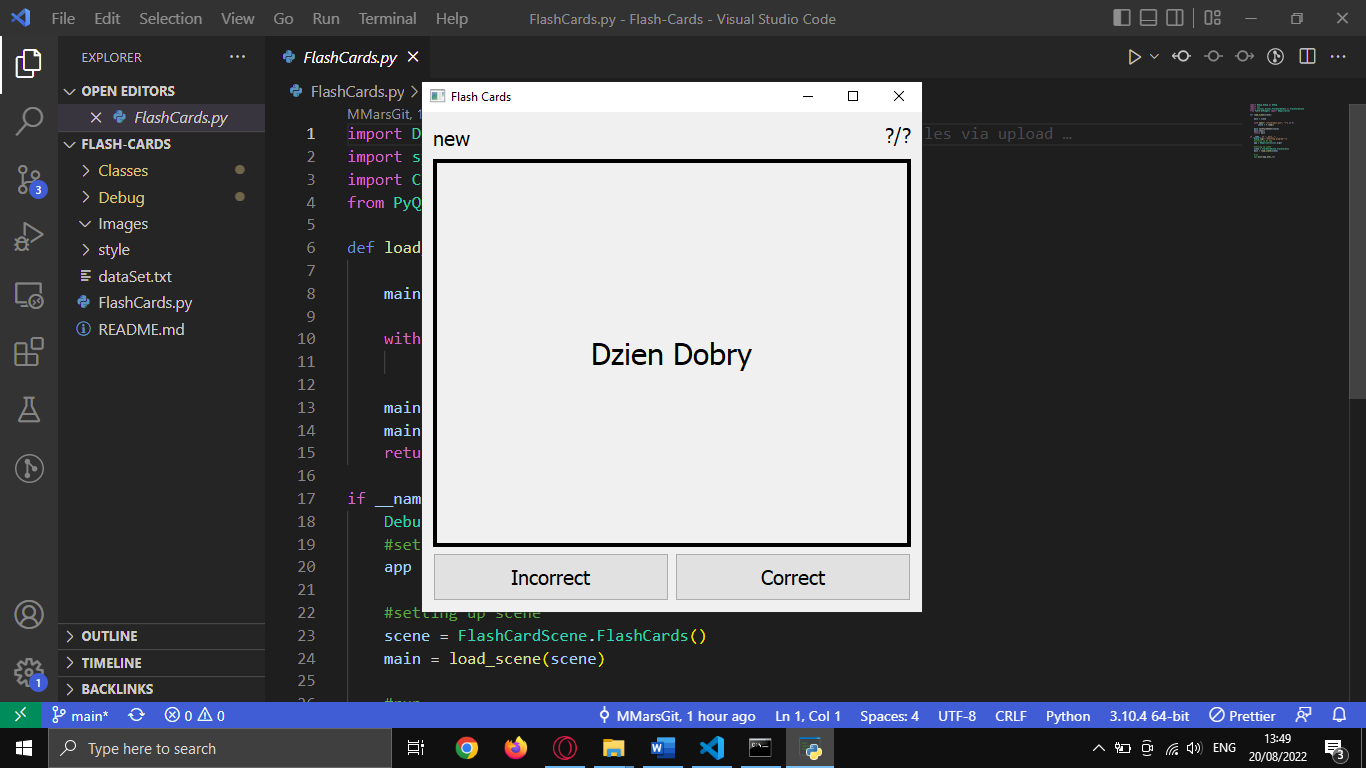 File Edit Selection View Go Run Terminal Help FlashCards.py - Flash-Cards - Visual Studio Code
EXPLORER
FlashCards.py
OPEN EDITORS
FlashCards.py
FLASH-CARDS
Classes
Debug
Images
style
dataSet.txt
FlashCards.py
README.md
OUTLINE
TIMELINE
BACKLINKS
3
1
FlashCards.py
MMarsGit, 1
1 import D
les via upload …
2 import s
3 import C
4 from PyQ
5
6 def load_
7
8 main
9
10 with
11
12
13 main
14 main
15 retu
16
17 if __nam
18 Debu
19 #set
20 app
21
22 #setting up scene
23 scene = FlashCardScene.FlashCards()
24 main = load_scene(scene)
25
Flash Cards
new ?/?
Dzien Dobry
Incorrect Correct
main* 0 0 MMarsGit, 1 hour ago Ln 1, Col 1 Spaces: 4 UTF-8 CRLF Python 3.10.4 64-bit Prettier
Type here to search
ENG
13:49
20/08/2022
3